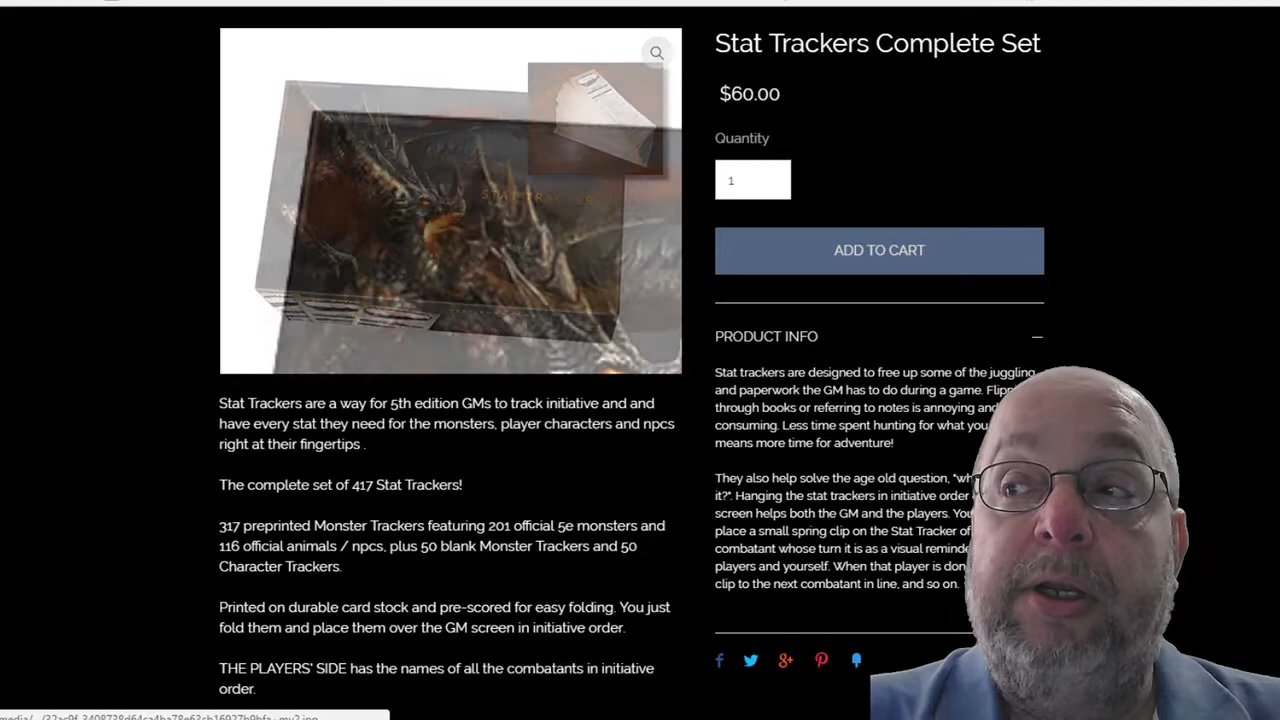 Stat Trackers Complete Set
$60.00
Quantity
1
ADD TO CART
PRODUCT INFO
Stat trackers are designed to free up some of the juggling
and paperwork the GM has to do during a game.
through books or referring to notes is annoying and
consuming. Less time spent hunting for what you
means more time for adventure!
They also help solve the age old question,
it?". Hanging the stat trackers in initiative order
screen helps both the GM and the players.
place a small spring clip on the Stat Tracker of
combatant whose turn it is as a visual
players and yourself. When that player is
clip to the next combatant in line, and so on.
STAT TRACKER
Stat Trackers are a way for 5th edition GMs to track initiative and and
have every stat they need for the monsters, player characters and npcs
right at their fingertips .
The complete set of 417 Stat Trackers!
317 preprinted Monster Trackers featuring 201 official 5e monsters and
116 official animals / npcs, plus 50 blank Monster Trackers and 50
Character Trackers.
Printed on durable card stock and pre-scored for easy folding. You just
fold them and place them over the GM screen in initiative order.
THE PLAYERS' SIDE has the names of all the combatants in initiative
order.